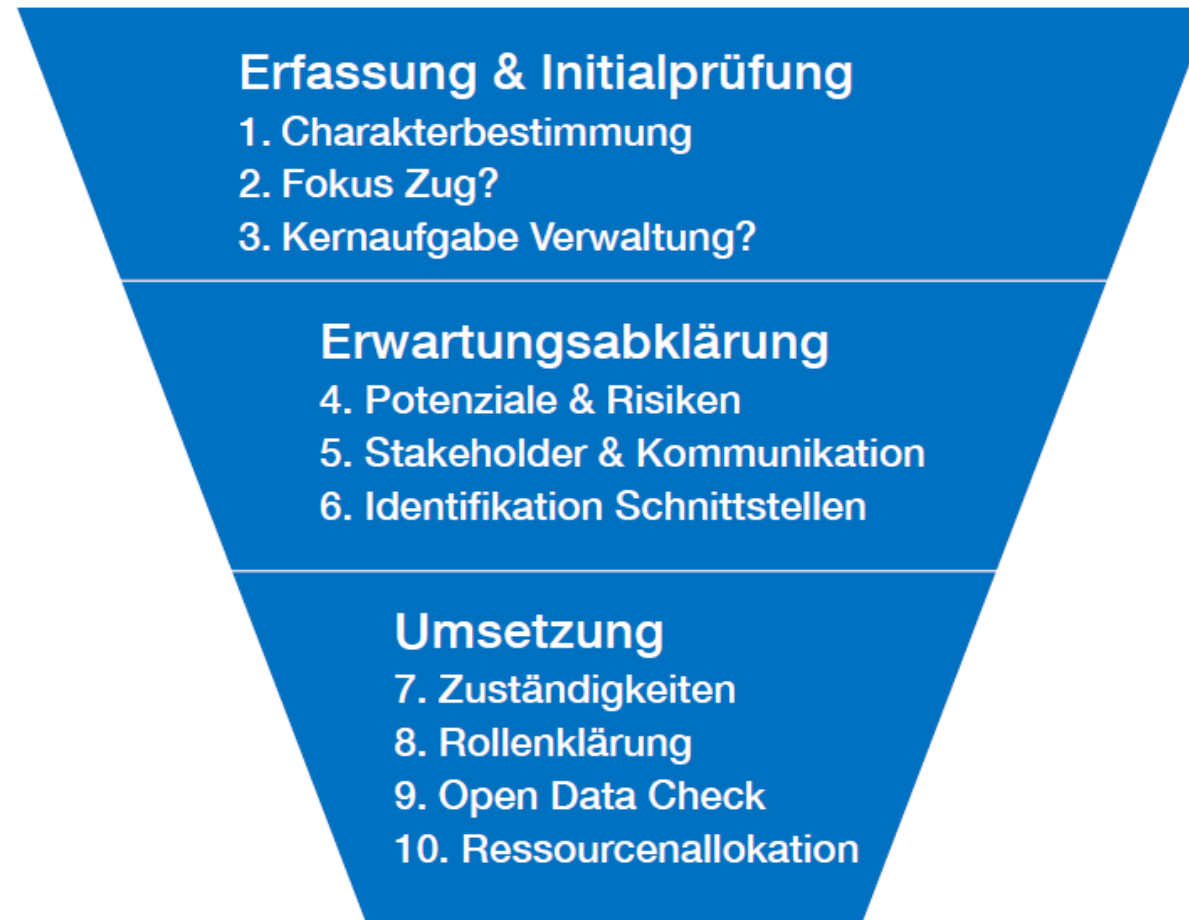 Erfassung & Initialprüfung
1. Charakterbestimmung
2. Fokus Zug?
3. Kernaufgabe Verwaltung?
Erwartungsabklärung
4. Potenziale & Risiken
5. Stakeholder & Kommunikation
6. Identifikation Schnittstellen
Umsetzung
7. Zuständigkeiten
8. Rollenklärung
9. Open Data Check
10. Ressourcenallokation